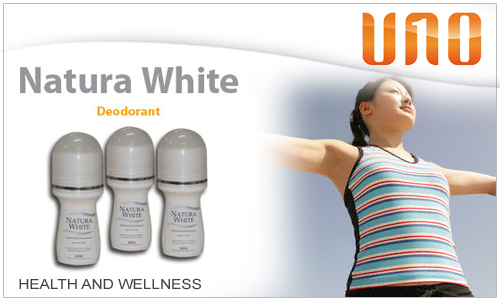 UNO
Natura White
Deodorant
NATURA
WHITE
NATURA
WHITE
NATURA
WHITE
HEALTH AND WELLNESS